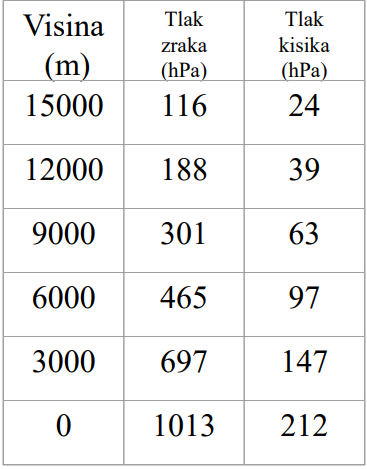 Visina (m) Tlak zraka (hPa) Tlak kisika (hPa)
15000 116 24
12000 188 39
9000 301 63
6000 465 97
3000 697 147
0 1013 212